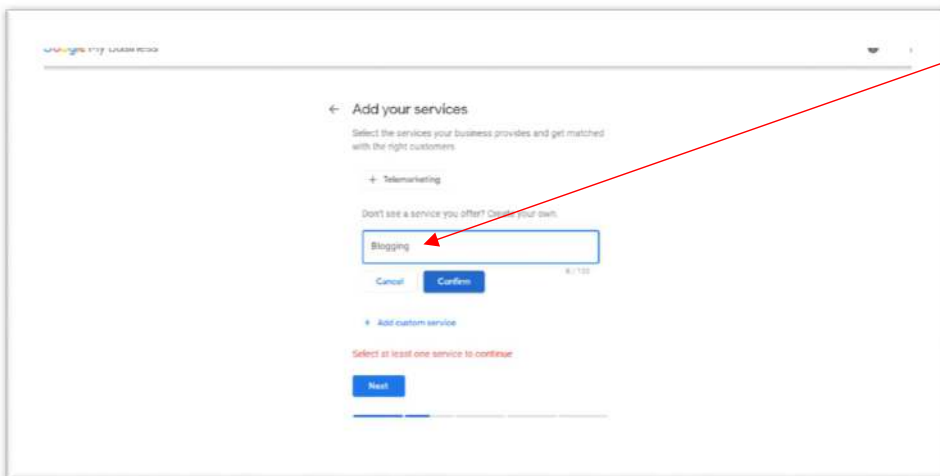 Google My Business
← Add your services
Select the services your business provides and get matched
with the right customers
+ Telemarketing
Don't see a service you offer? Create your own.
Blogging
8 / 120
Cancel
Confirm
+ Add custom service
Select at least one service to continue
Next